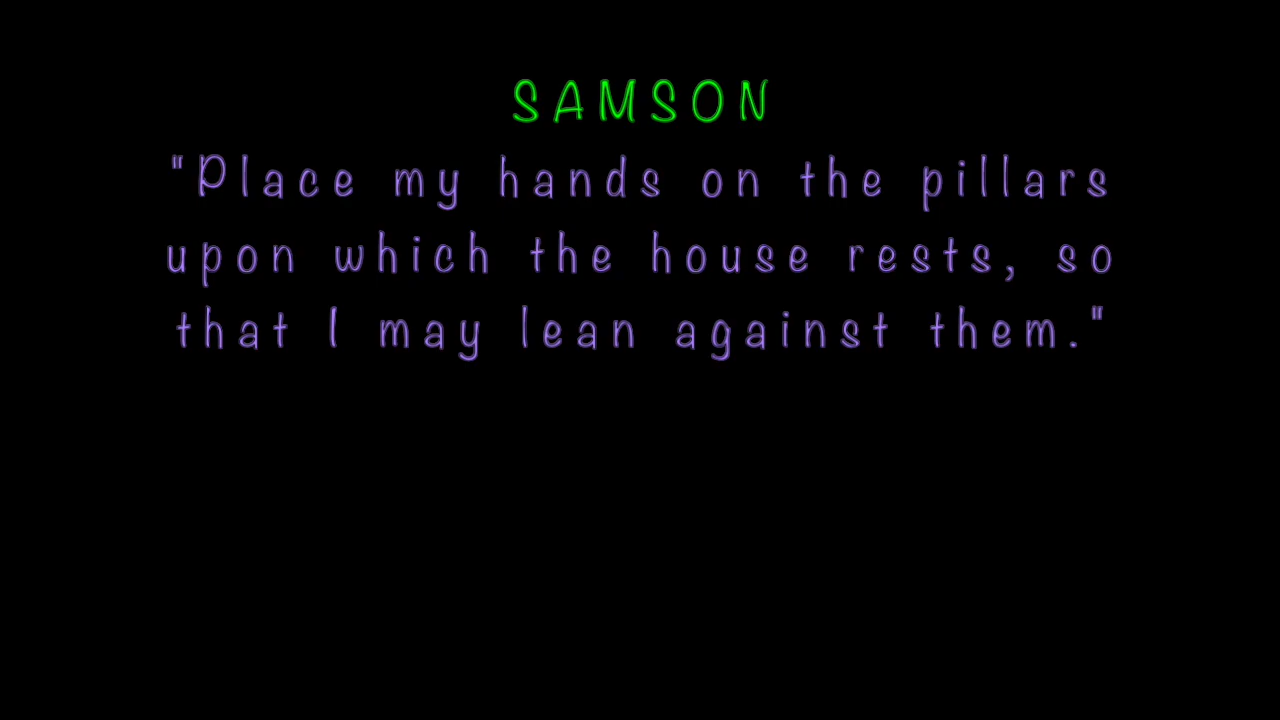 SAMSON
"Place my hands on the pillars
upon which the house rests, so
that I may lean against them."